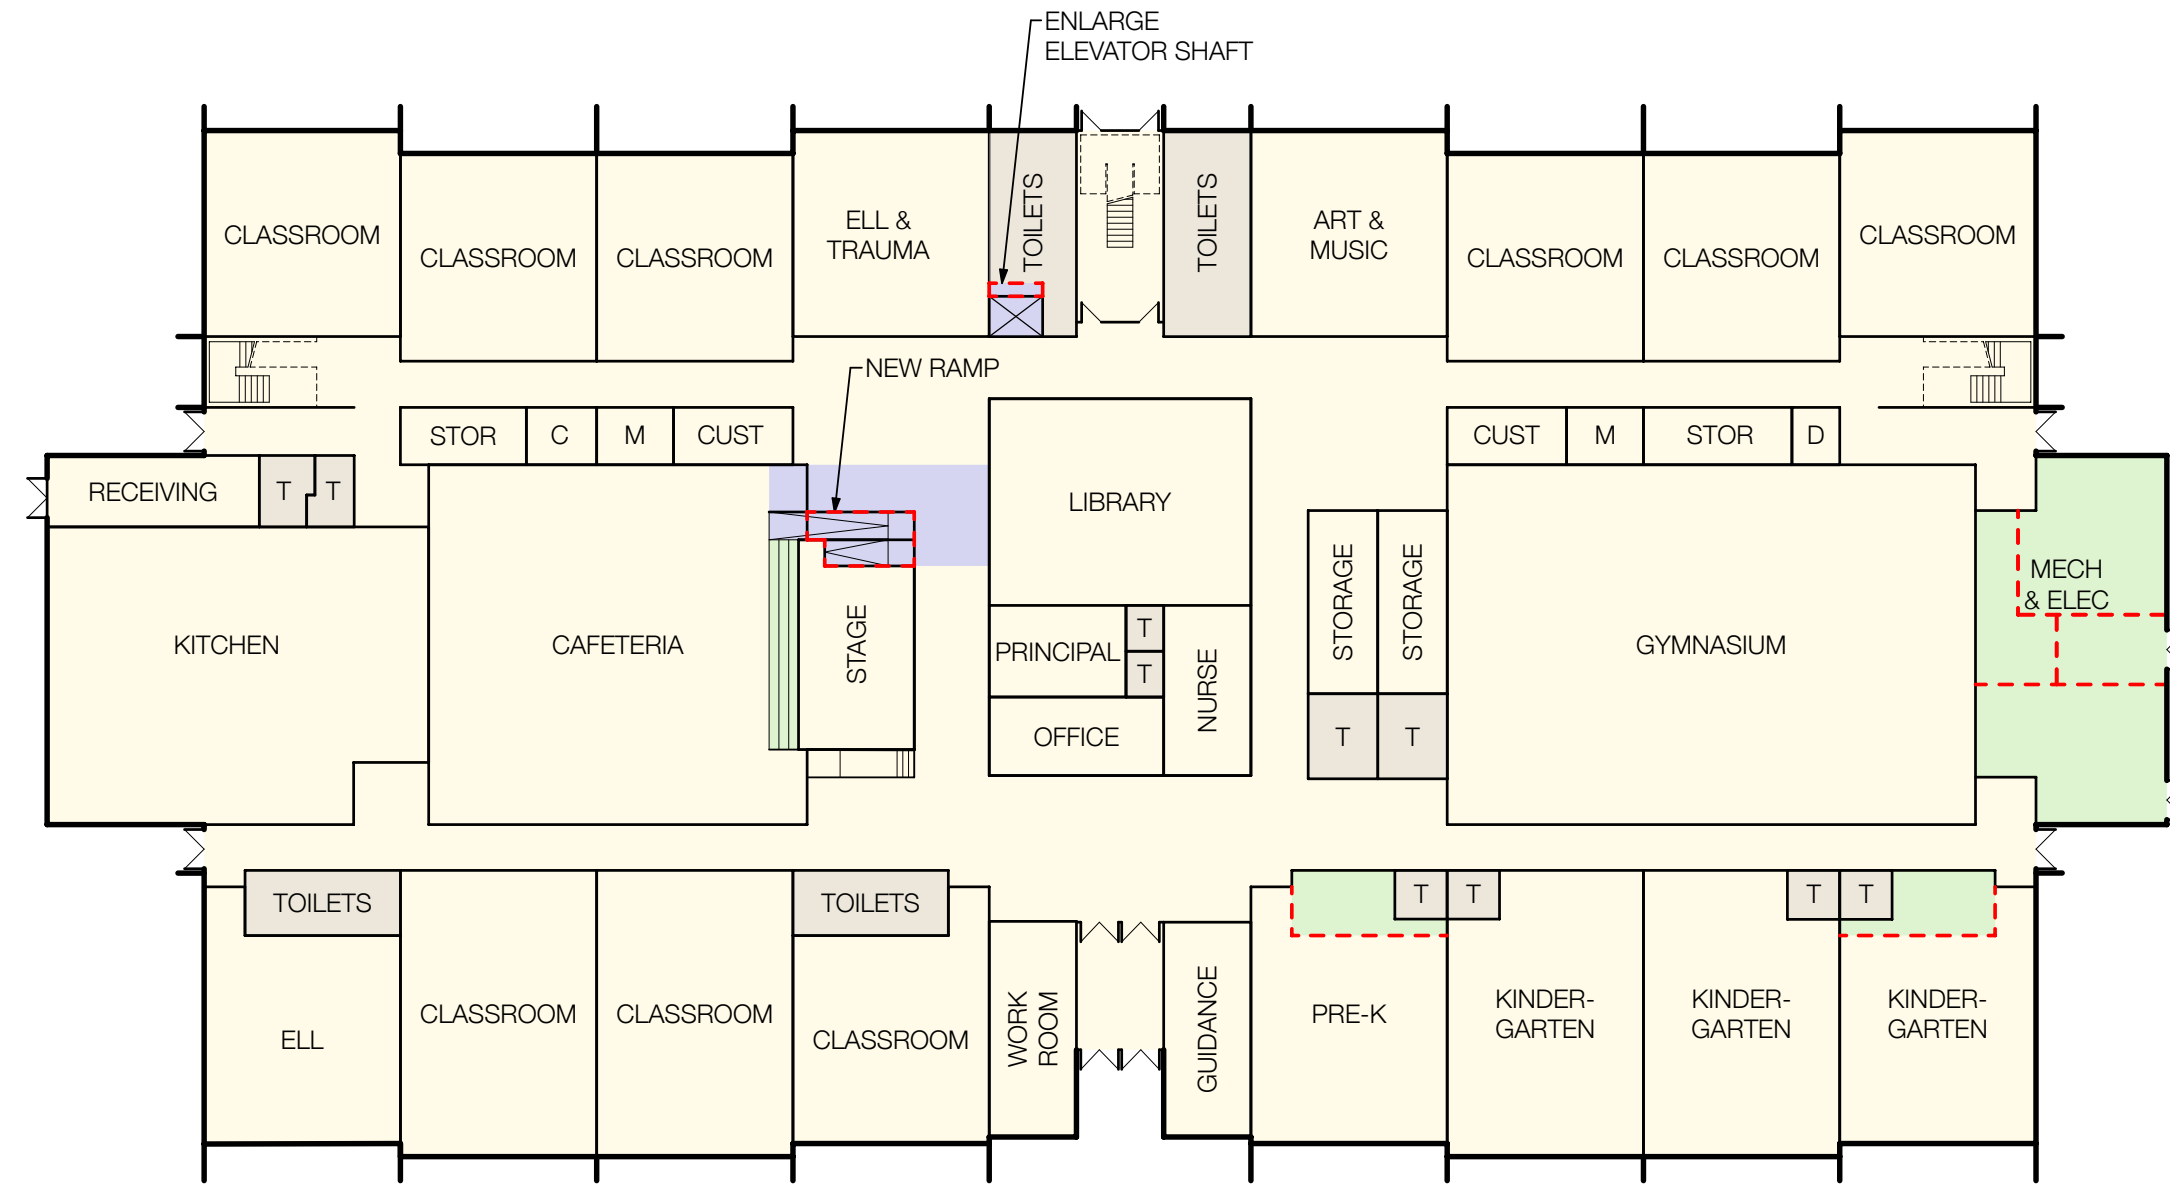 ENLARGE
ELEVATOR SHAFT
CLASSROOM
CLASSROOM
CLASSROOM
ELL &
TRAUMA
TOILETS
TOILETS
ART &
MUSIC
CLASSROOM
CLASSROOM
CLASSROOM
NEW RAMP
STOR
C
M
CUST
CUST
M
STOR
D
RECEIVING
T
T
LIBRARY
KITCHEN
CAFETERIA
STAGE
PRINCIPAL
T
T
NURSE
OFFICE
STORAGE
STORAGE
T
T
GYMNASIUM
MECH
& ELEC
TOILETS
TOILETS
T
T
T
T
ELL
CLASSROOM
CLASSROOM
CLASSROOM
WORK
ROOM
GUIDANCE
PRE-K
KINDER-
GARTEN
KINDER-
GARTEN
KINDER-
GARTEN